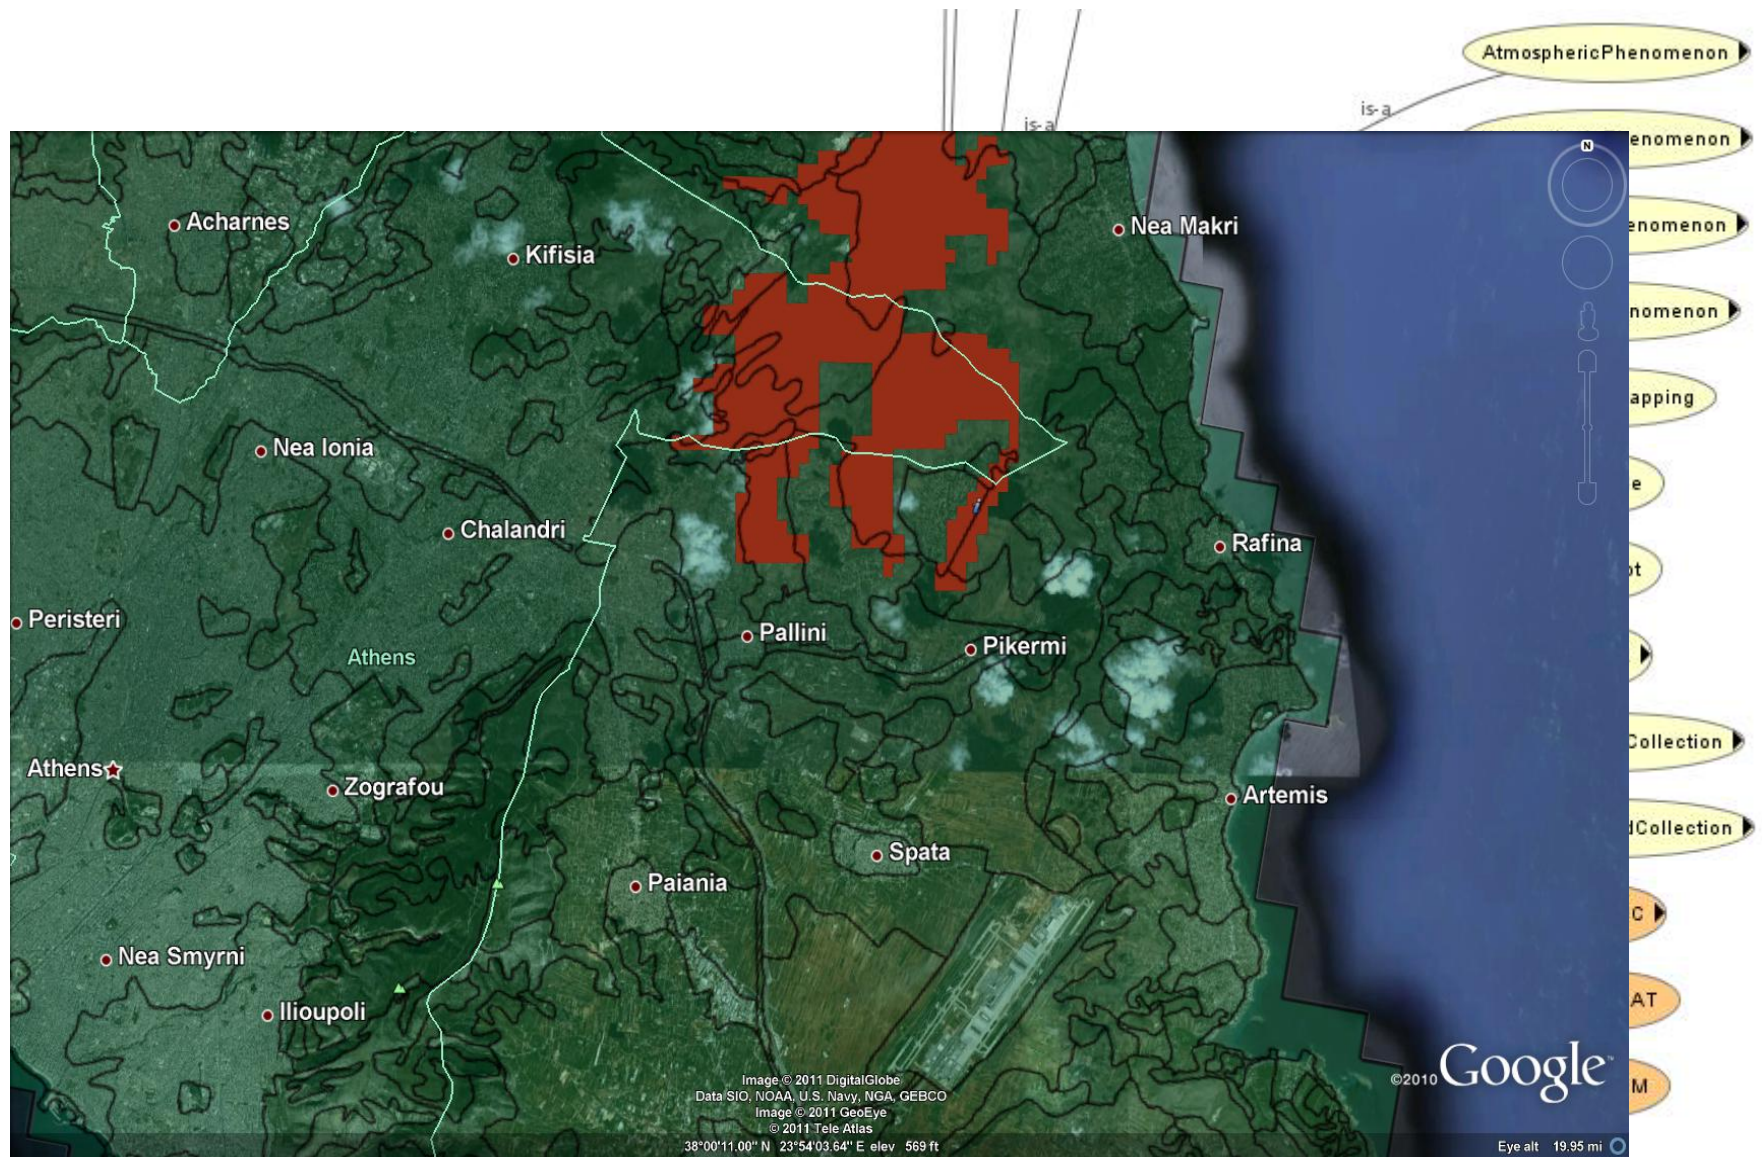 AtmosphericPhenomenon
is-a
is-a
enomenon
N
Acharnes
Nea Makri
enomenon
Kifisia
nomenon
apping
Nea Ionia
e
Chalandri
Rafina
ot
Peristeri
Pallini
Pikermi
Athens
Collection
Athens
Zografou
Artemis
dCollection
Spata
Paiania
C
Nea Smyrni
AT
Ilioupoli
©2010 Google
Image © 2011 DigitalGlobe
Data SIO, NOAA, U.S. Navy, NGA, GEBCO
Image © 2011 GeoEye
© 2011 Tele Atlas
M
38°00'11.00" N 23°54'03.64" E elev 569 ft
Eye alt 19.95 mi